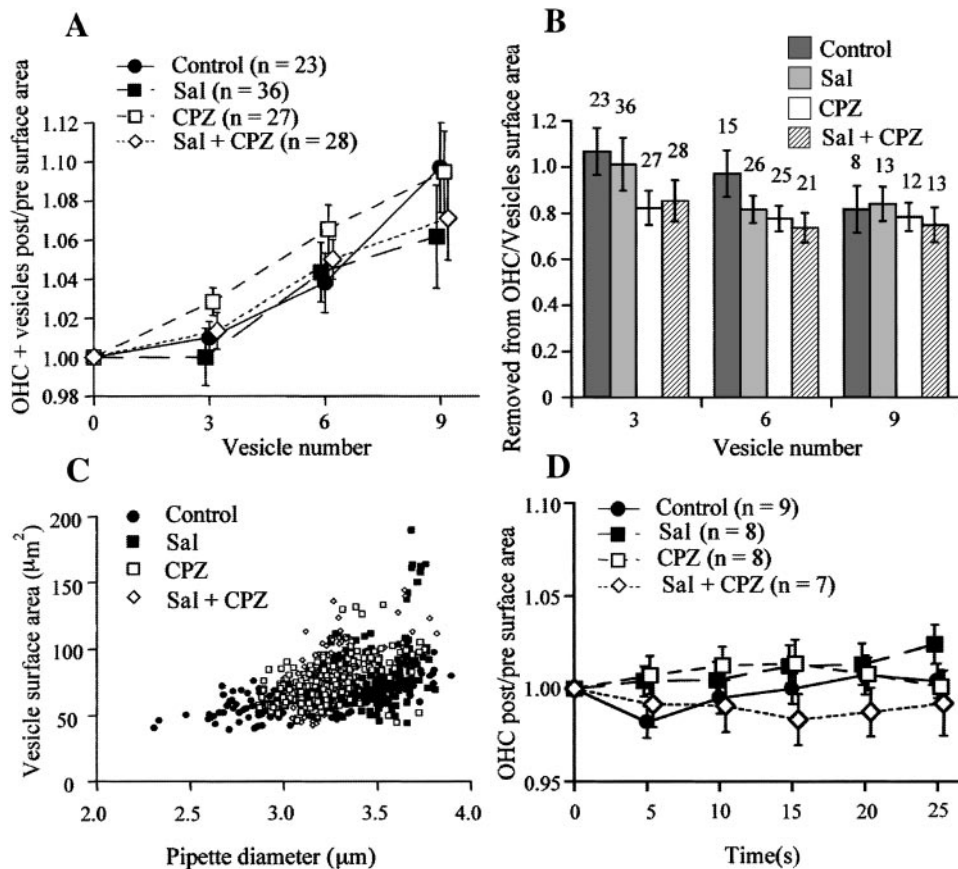 A
Control (n = 23)
Sal (n = 36)
CPZ (n = 27)
Sal + CPZ (n = 28)
OHC + vesicles post/pre surface area
1.12
1.10
1.08
1.06
1.04
1.02
1.00
0.98
0 3 6 9
Vesicle number
B
Control
Sal
CPZ
Sal + CPZ
Removed from OHC/Vesicles surface area
1.2
1.0
0.8
0.6
0.4
0.2
0
23 36 27 28
15 26 25 21
8 13 12 13
3 6 9
Vesicle number
C
Control
Sal
CPZ
Sal + CPZ
Vesicle surface area (μm²)
200
150
100
50
0
2.0 2.5 3.0 3.5 4.0
Pipette diameter (μm)
D
Control (n = 9)
Sal (n = 8)
CPZ (n = 8)
Sal + CPZ (n = 7)
OHC post/pre surface area
1.10
1.05
1.00
0.95
0 5 10 15 20 25
Time(s)